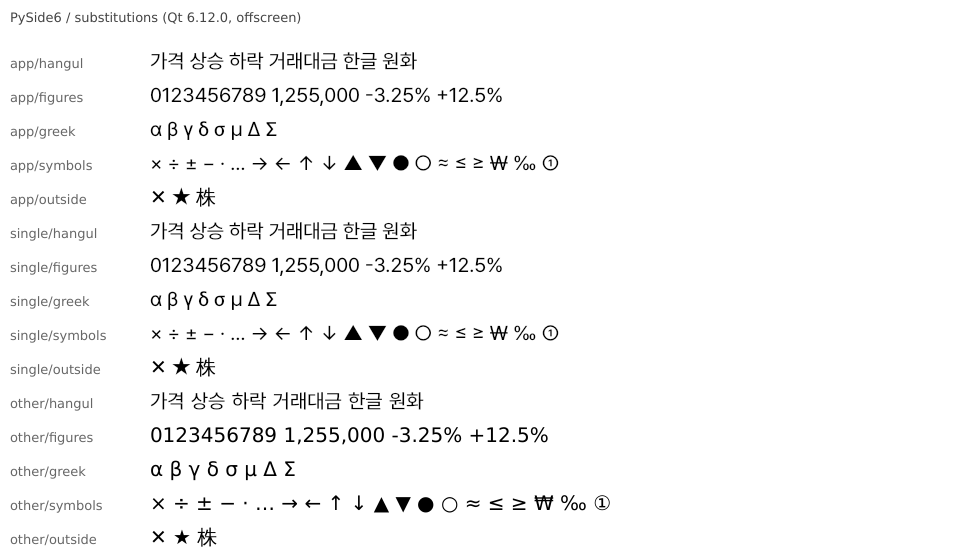 PySide6 / substitutions (Qt 6.12.0, offscreen)
app/hangul 가격 상승 하락 거래대금 한글 원화
app/figures 0123456789 1,255,000 -3.25% +12.5%
app/greek α β γ δ σ μ Δ Σ
app/symbols × ÷ ± − · … → ← ↑ ↓ ▲ ▼ ● ○ ≈ ≤ ≥ ₩ ‰ ①
app/outside ✕ ★ 株
single/hangul 가격 상승 하락 거래대금 한글 원화
single/figures 0123456789 1,255,000 -3.25% +12.5%
single/greek α β γ δ σ μ Δ Σ
single/symbols × ÷ ± − · … → ← ↑ ↓ ▲ ▼ ● ○ ≈ ≤ ≥ ₩ ‰ ①
single/outside ✕ ★ 株
other/hangul 가격 상승 하락 거래대금 한글 원화
other/figures 0123456789 1,255,000 -3.25% +12.5%
other/greek α β γ δ σ μ Δ Σ
other/symbols × ÷ ± − · … → ← ↑ ↓ ▲ ▼ ● ○ ≈ ≤ ≥ ₩ ‰ ①
other/outside ✕ ★ 株